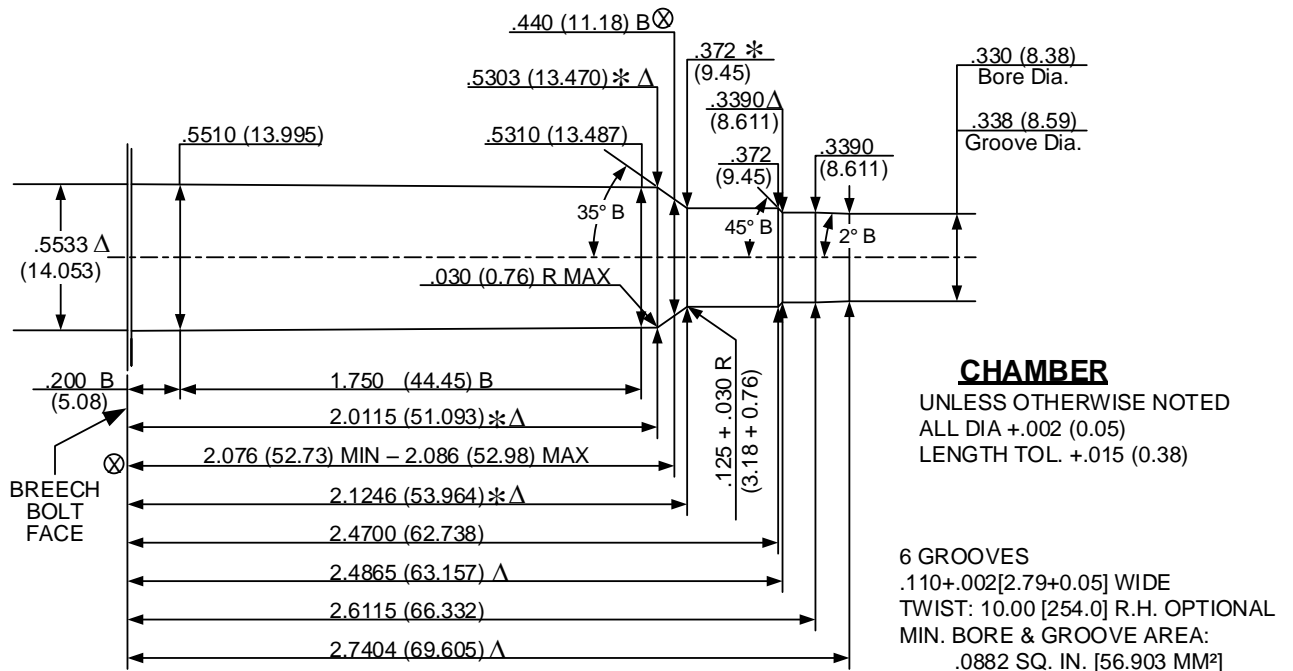 .440 (11.18) B⊗
.372 *
(9.45)
.330 (8.38)
Bore Dia.
.5303 (13.470)* Δ
.3390Δ
(8.611)
.5510 (13.995)
.5310 (13.487)
.372
(9.45)
.3390
(8.611)
.338 (8.59)
Groove Dia.
35° B
45° B
2° B
.5533 Δ
(14.053)
.030 (0.76) R MAX
.200 B
(5.08)
1.750 (44.45) B
2.0115 (51.093)*Δ
⊗
2.076 (52.73) MIN – 2.086 (52.98) MAX
BREECH
BOLT
FACE
2.1246 (53.964)*Δ
2.4700 (62.738)
2.4865 (63.157) Δ
2.6115 (66.332)
2.7404 (69.605) Δ
.125 + .030 R
(3.18 + 0.76)
CHAMBER
UNLESS OTHERWISE NOTED
ALL DIA +.002 (0.05)
LENGTH TOL. +.015 (0.38)
6 GROOVES
.110+.002[2.79+0.05] WIDE
TWIST: 10.00 [254.0] R.H. OPTIONAL
MIN. BORE & GROOVE AREA:
.0882 SQ. IN. [56.903 MM²]